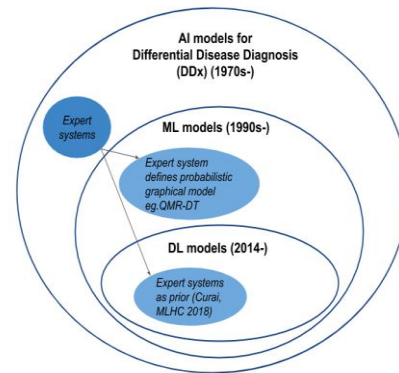 AI models for
Differential Disease Diagnosis
(DDx) (1970s-)
Expert
systems
ML models (1990s-)
Expert system
defines probabilistic
graphical model
eg.QMR-DT
DL models (2014-)
Expert systems
as prior (Curai,
MLHC 2018)